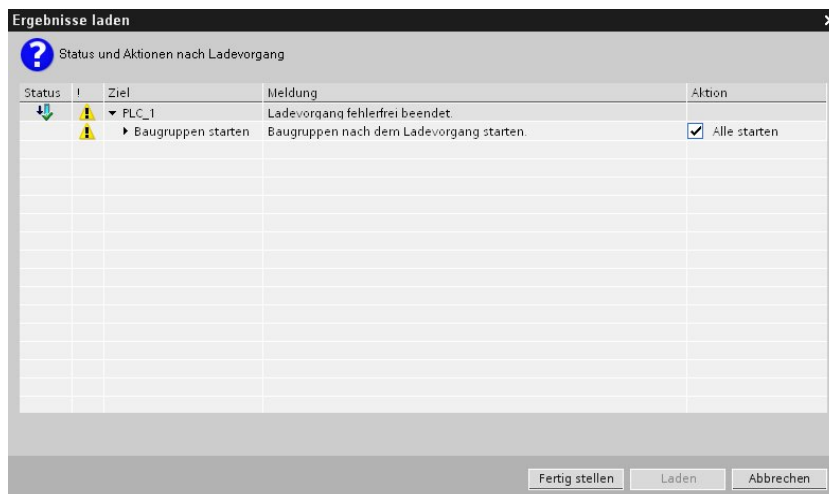 Ergebnisse laden
Status und Aktionen nach Ladevorgang
Status ! Ziel Meldung Aktion
PLC_1 Ladevorgang fehlerfrei beendet.
Baugruppen starten Baugruppen nach dem Ladevorgang starten. Alle starten
Fertig stellen Laden Abbrechen